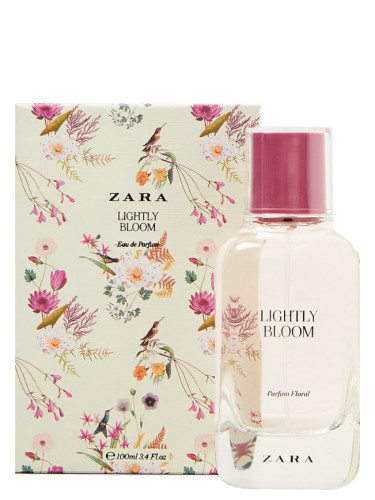 ZARA
LIGHTLY
BLOOM
-Eau de Parfum-
℮100ml 3.4 Fl.oz
LIGHTLY
BLOOM
Parfum Floral
ZARA